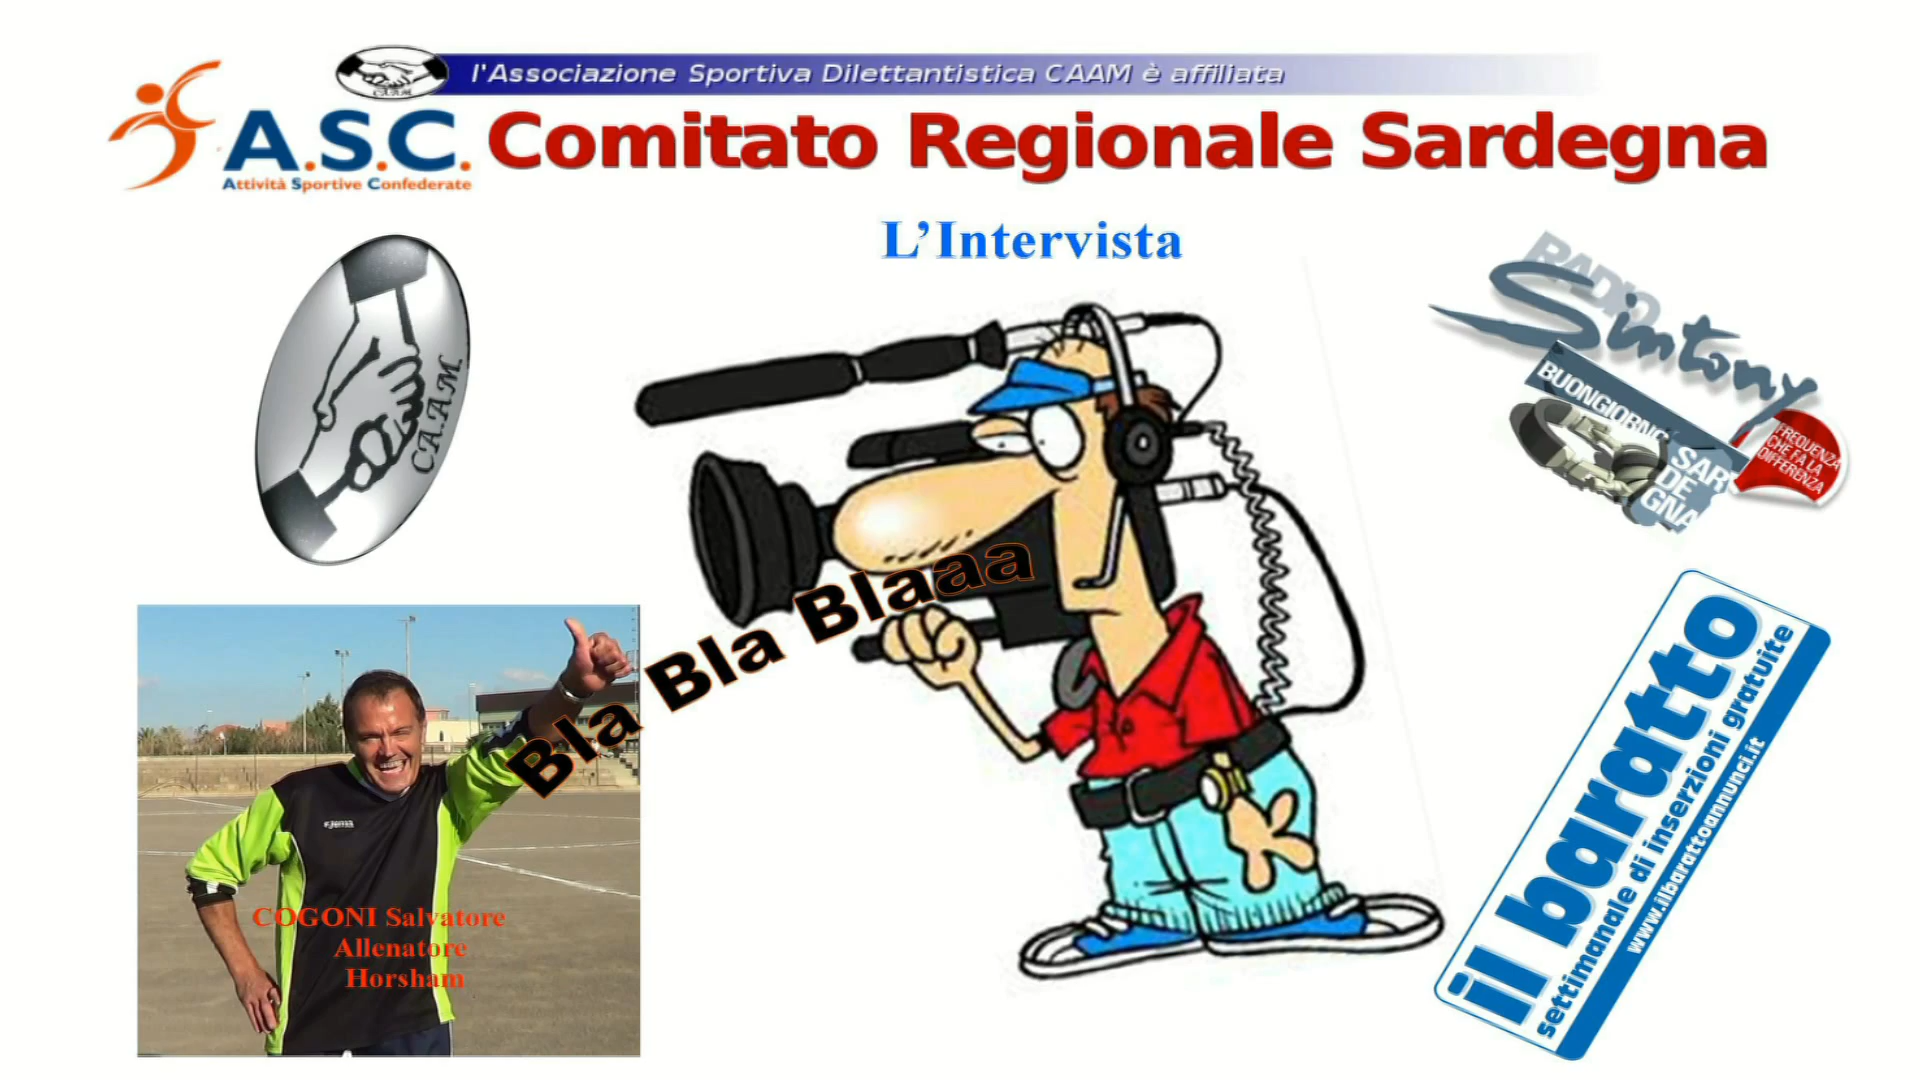 l'Associazione Sportiva Dilettantistica CAAM è affiliata
C.A.A.M
A.S.C. Comitato Regionale Sardegna
Attività Sportive Confederate
L'Intervista
C.A.A.M
RADIO
Sintony
BUONGIORNO
SAR
DE
GNA
FREQUENZA
CHE FA LA
DIFFERENZA
Bla Bla Blaaa
COGONI Salvatore
Allenatore
Horsham
il baratto
settimanale di inserzioni gratuite
www.ilbarattoannunci.it